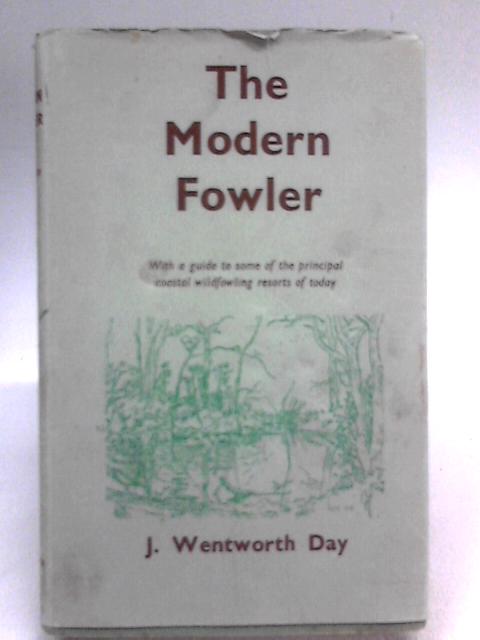 The
Modern
Fowler
With a guide to some of the principal
coastal wildfowling resorts of today
J. Wentworth Day